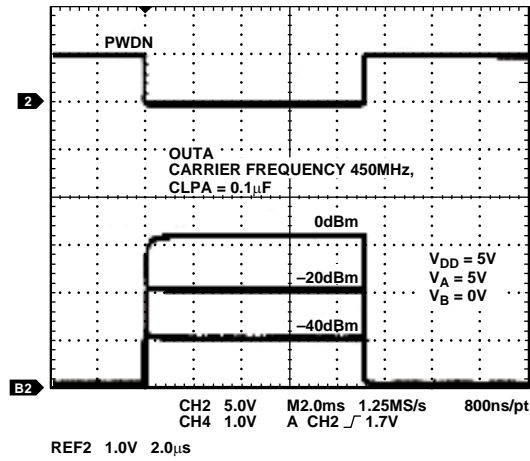 PWDN
2
OUTA
CARRIER FREQUENCY 450MHz,
CLPA = 0.1μF
0dBm
–20dBm
–40dBm
VDD = 5V
VA = 5V
VB = 0V
B2
CH2 5.0V M2.0ms 1.25MS/s 800ns/pt
CH4 1.0V A CH2 ⌡ 1.7V
REF2 1.0V 2.0μs